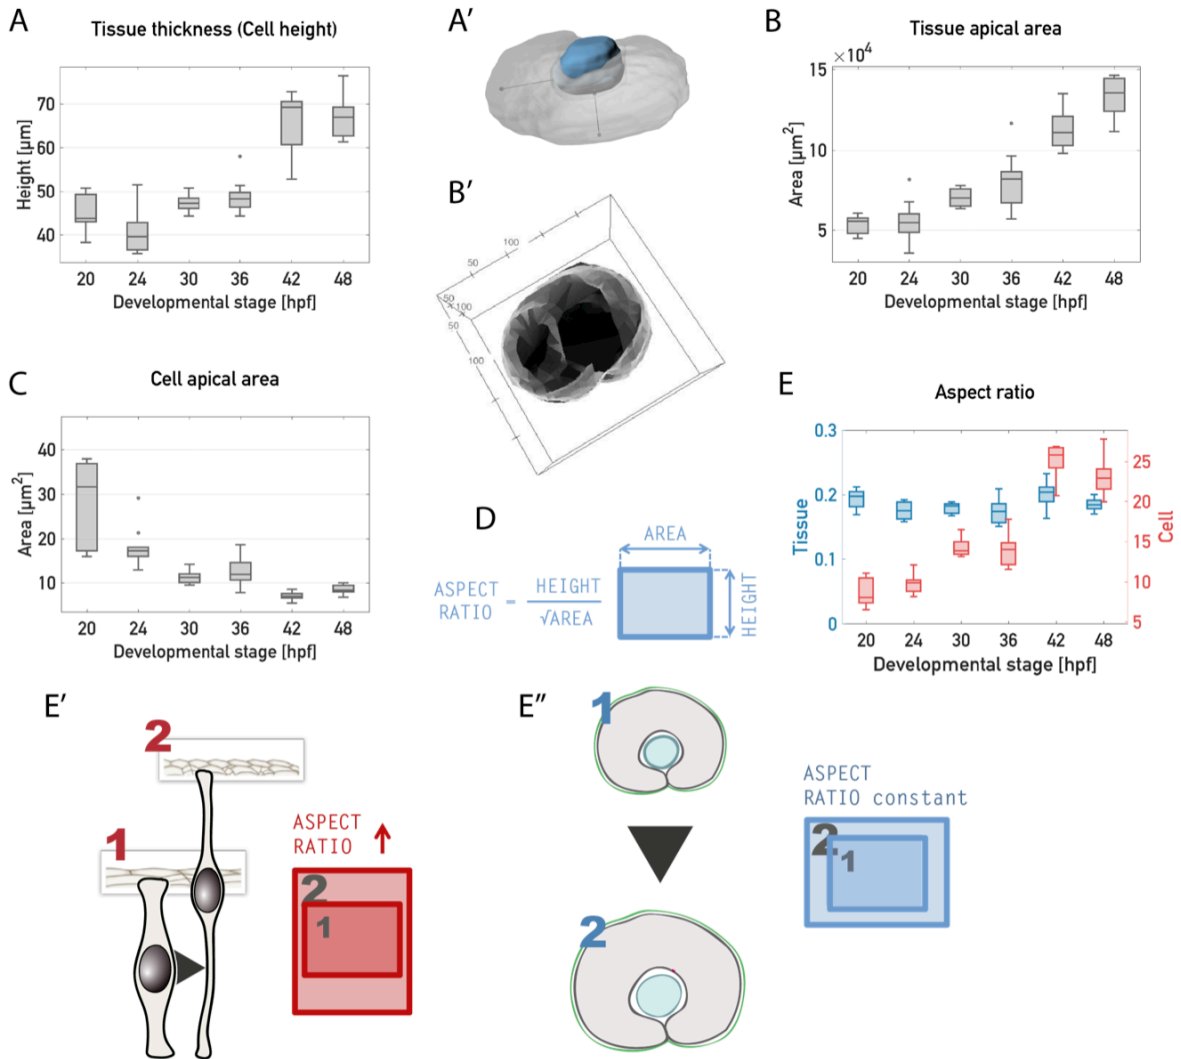 A
Tissue thickness (Cell height)
Height [µm]
70
60
50
40
20 24 30 36 42 48
Developmental stage [hpf]
A′
B
Tissue apical area
×10⁴
Area [µm²]
15
10
5
20 24 30 36 42 48
Developmental stage [hpf]
B′
100
50
50
100
50
100
C
Cell apical area
Area [µm²]
40
30
20
10
20 24 30 36 42 48
Developmental stage [hpf]
D
ASPECT
RATIO
=
HEIGHT
√AREA
AREA
HEIGHT
E
Aspect ratio
Tissue
0.3
0.2
0.1
0
Cell
25
20
15
10
5
20 24 30 36 42 48
Developmental stage [hpf]
E′
2
1
ASPECT
RATIO ↑
2
1
E″
1
2
ASPECT
RATIO constant
2
1